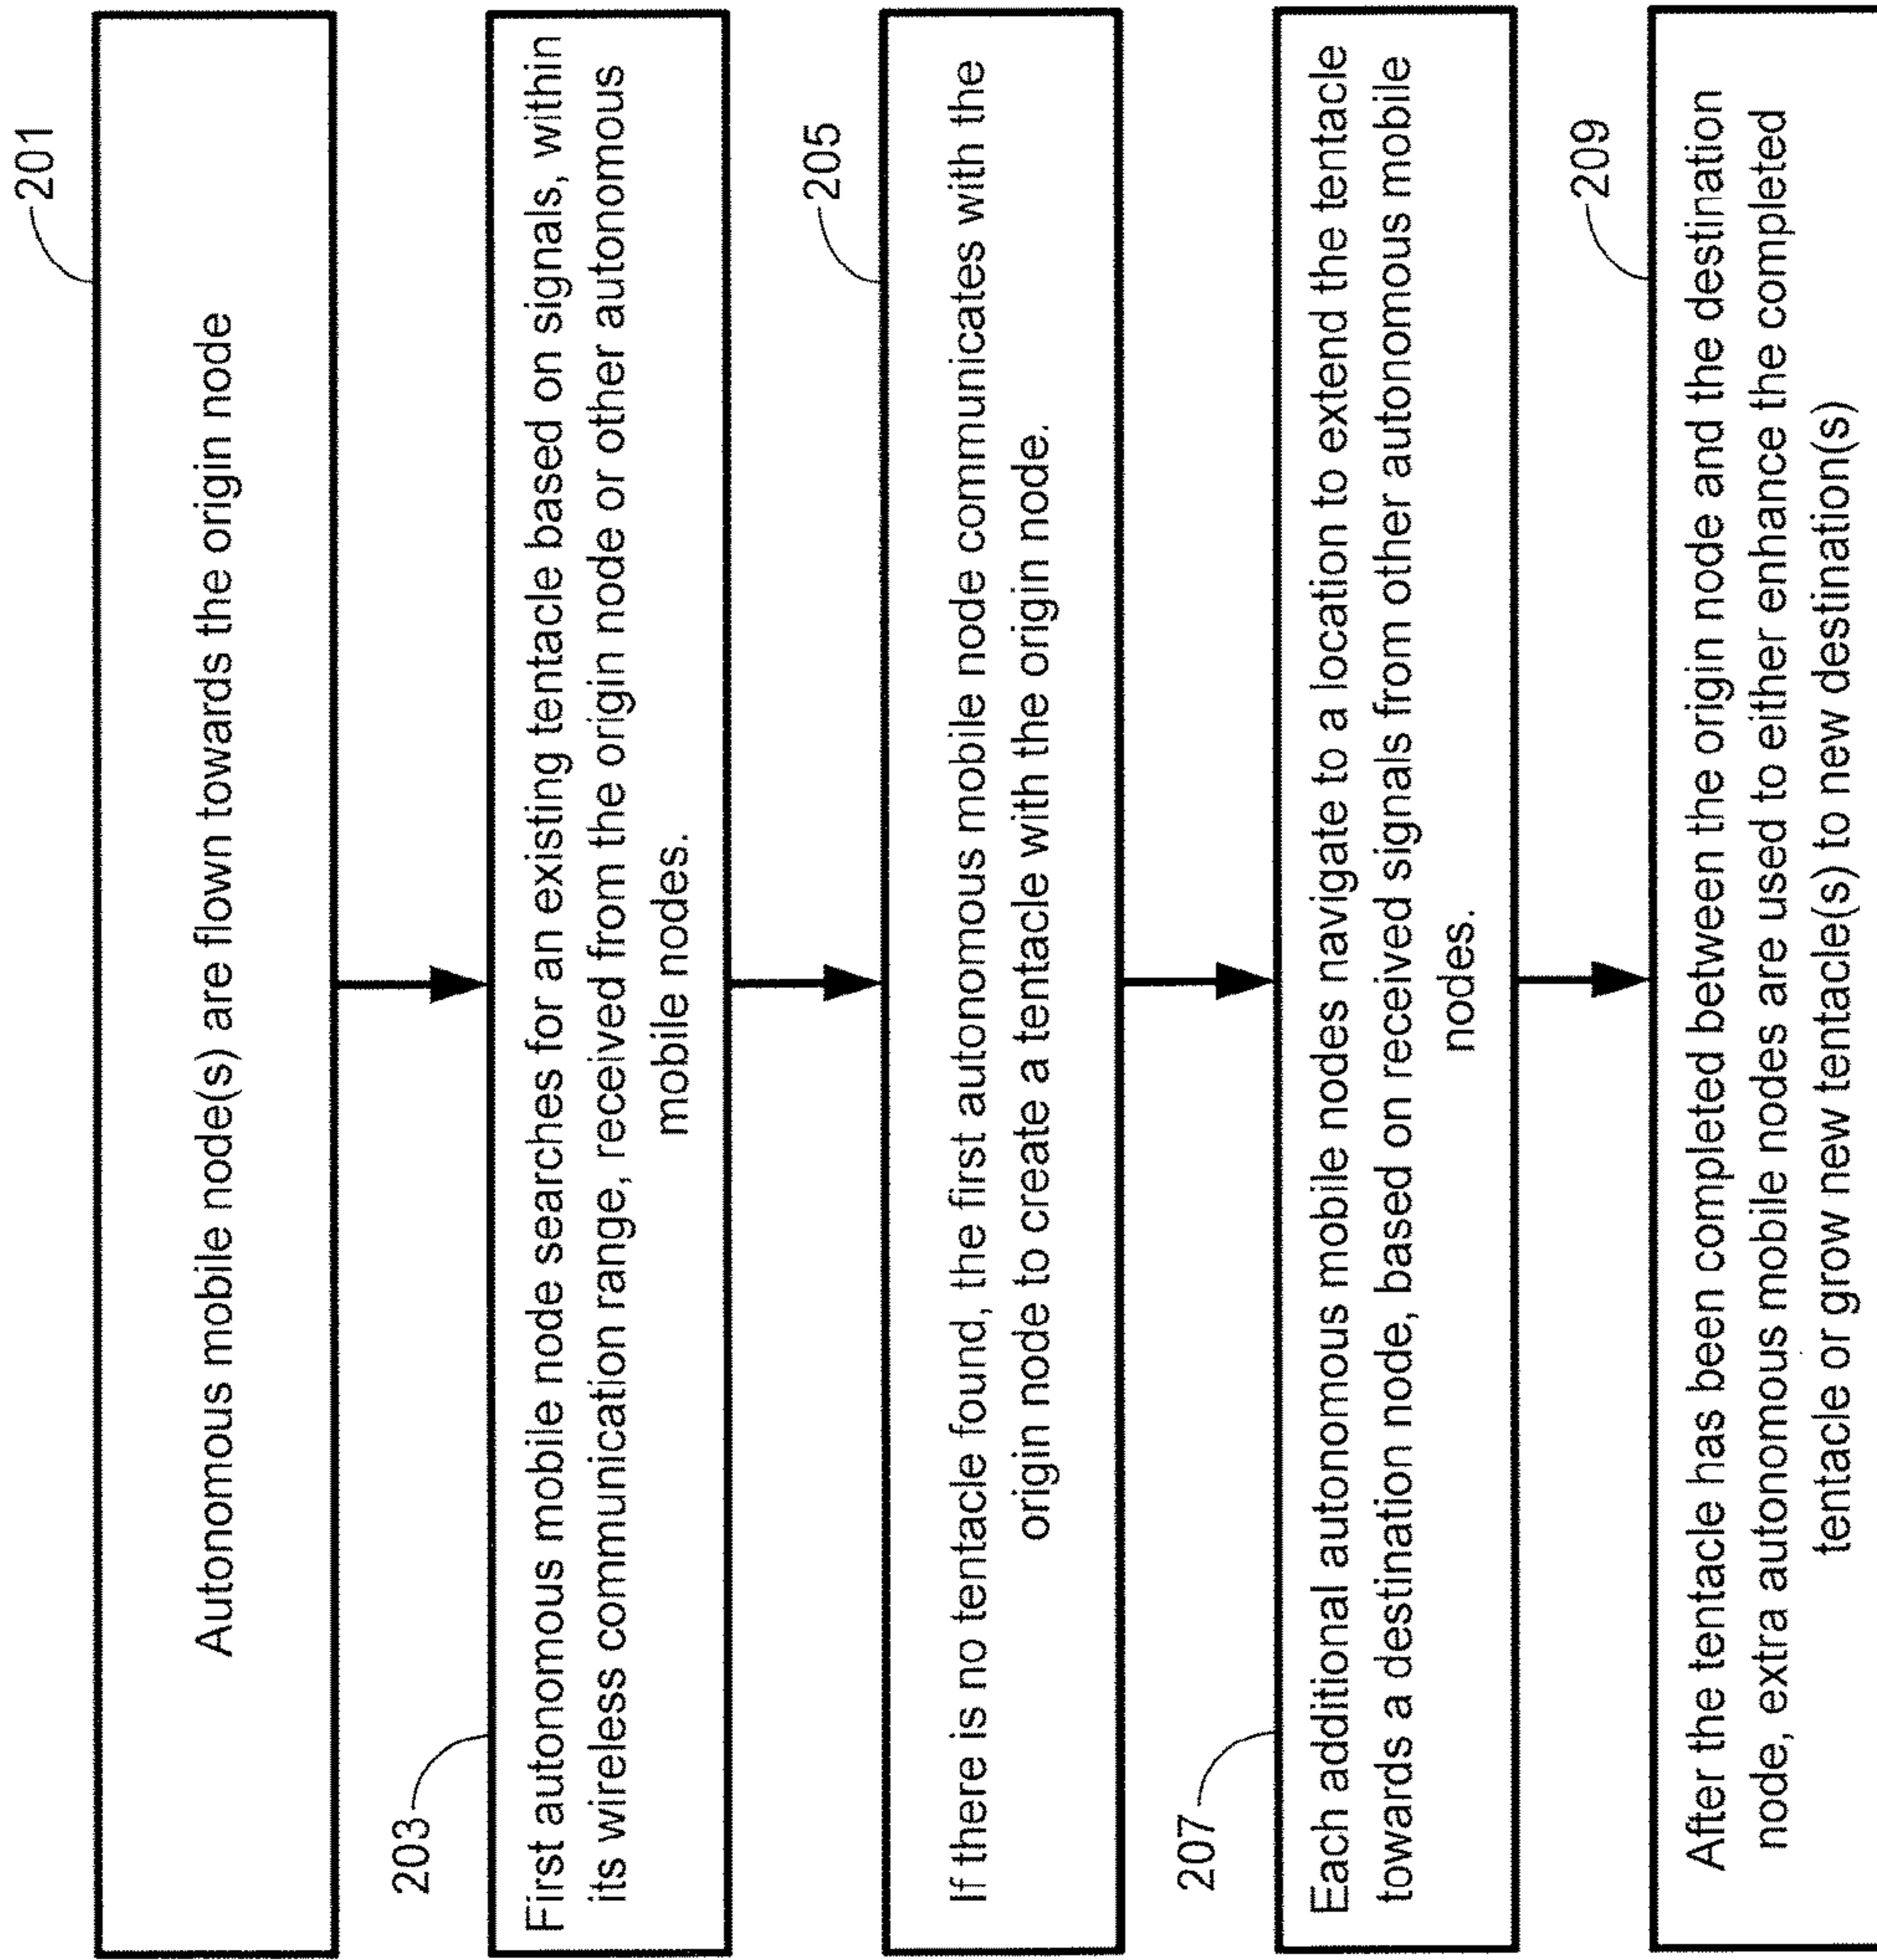 201
Autonomous mobile node(s) are flown towards the origin node
203
First autonomous mobile node searches for an existing tentacle based on signals, within
its wireless communication range, received from the origin node or other autonomous
mobile nodes.
205
If there is no tentacle found, the first autonomous mobile node communicates with the
origin node to create a tentacle with the origin node.
207
Each additional autonomous mobile nodes navigate to a location to extend the tentacle
towards a destination node, based on received signals from other autonomous mobile
nodes.
209
After the tentacle has been completed between the origin node and the destination
node, extra autonomous mobile nodes are used to either enhance the completed
tentacle or grow new tentacle(s) to new destination(s)